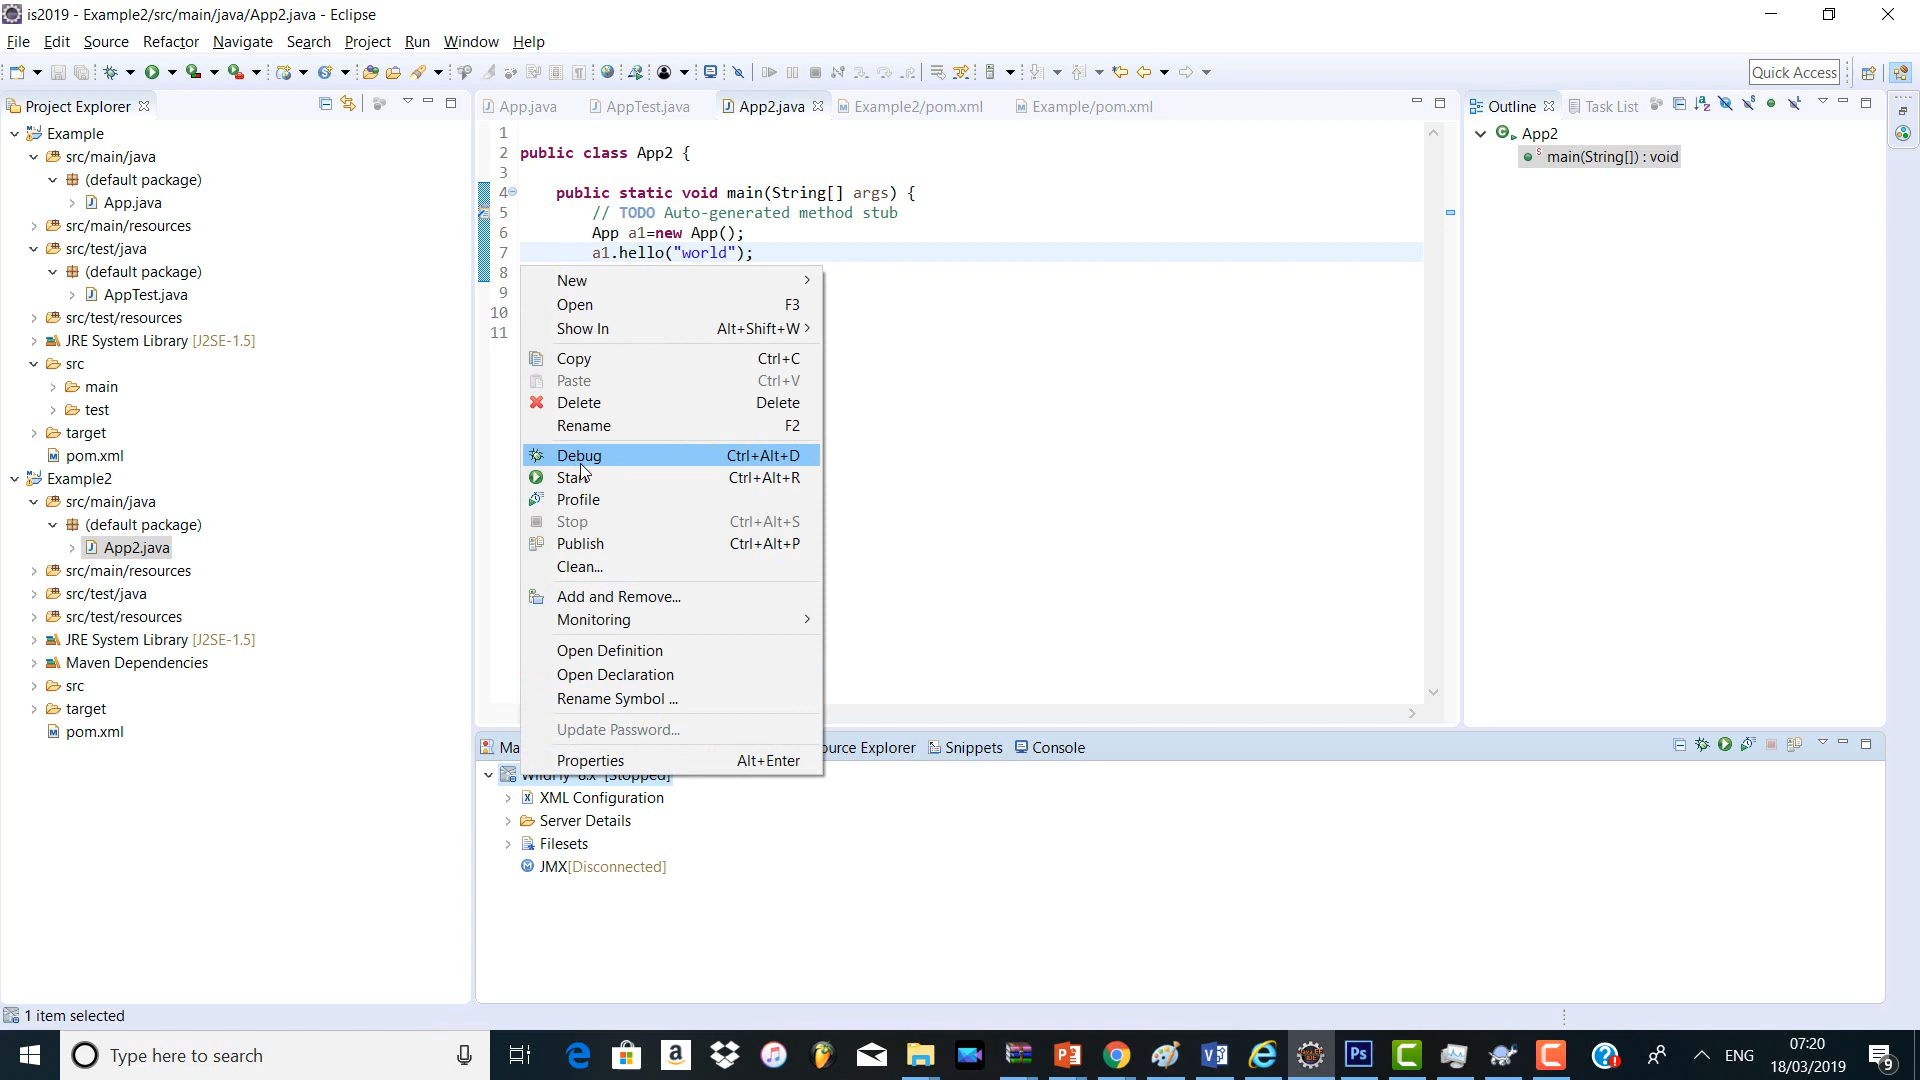 is2019 - Example2/src/main/java/App2.java - Eclipse
File Edit Source Refactor Navigate Search Project Run Window Help
Quick Access
Project Explorer
Example
src/main/java
(default package)
App.java
src/main/resources
src/test/java
(default package)
AppTest.java
src/test/resources
JRE System Library [J2SE-1.5]
src
main
test
target
pom.xml
Example2
src/main/java
(default package)
App2.java
src/main/resources
src/test/java
src/test/resources
JRE System Library [J2SE-1.5]
Maven Dependencies
src
target
pom.xml
App.java AppTest.java App2.java Example2/pom.xml Example/pom.xml
1
2 public class App2 {
3
4 public static void main(String[] args) {
5 // TODO Auto-generated method stub
6 App a1=new App();
7 a1.hello("world");
8
9
10
11
New
Open F3
Show In Alt+Shift+W
Copy Ctrl+C
Paste Ctrl+V
Delete Delete
Rename F2
Debug Ctrl+Alt+D
Start Ctrl+Alt+R
Profile
Stop Ctrl+Alt+S
Publish Ctrl+Alt+P
Clean...
Add and Remove...
Monitoring
Open Definition
Open Declaration
Rename Symbol ...
Update Password...
Properties Alt+Enter
Outline Task List
App2
main(String[]) : void
Ma ource Explorer Snippets Console
WildFly 8.x [Stopped]
XML Configuration
Server Details
Filesets
JMX[Disconnected]
1 item selected
Type here to search
ENG
07:20
18/03/2019
9